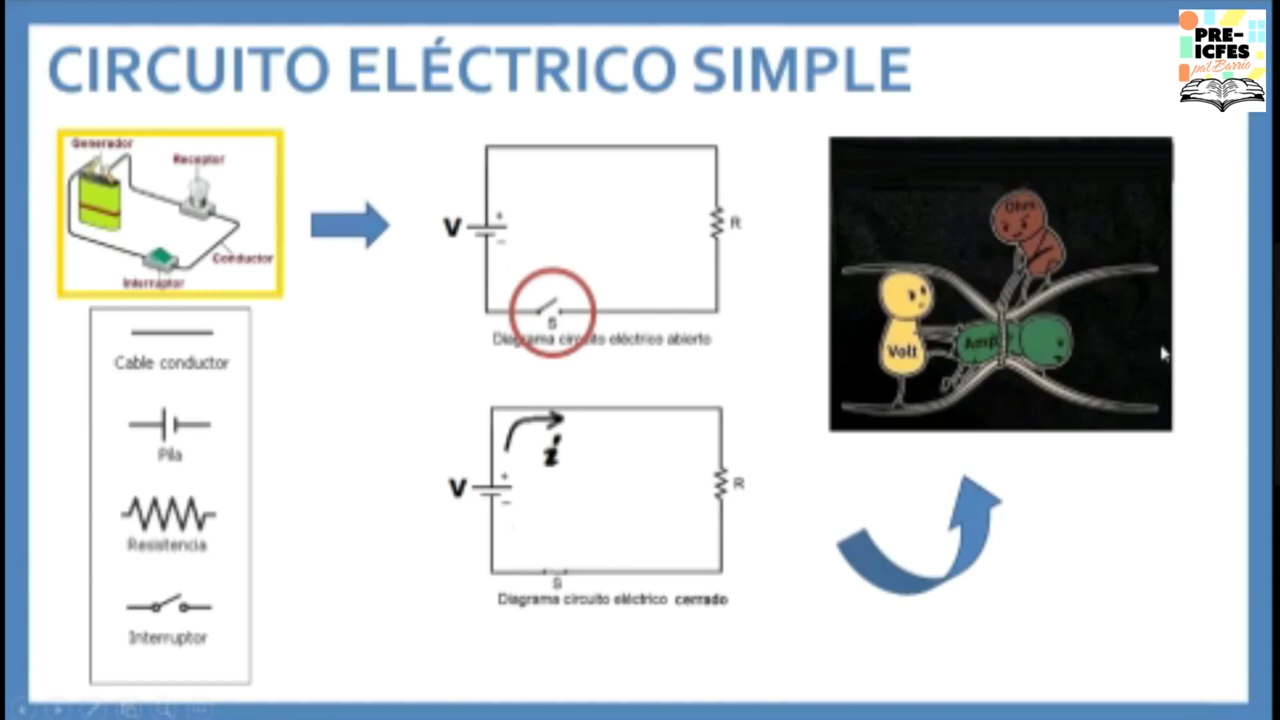 CIRCUITO ELÉCTRICO SIMPLE
PRE-
ICFES
pal Barrio
Generador
Receptor
Conductor
Interruptor
Cable conductor
Pila
Resistencia
Interruptor
V
+
−
R
S
Diagrama circuito eléctrico abierto
i
V
+
−
R
S
Diagrama circuito eléctrico cerrado
Ohm
Volt
Amp